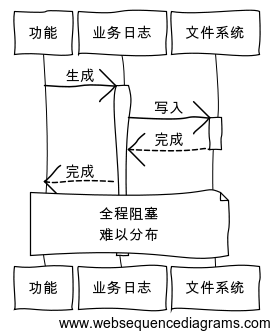 功能 业务日志 文件系统
生成
写入
完成
完成
全程阻塞
难以分布
功能 业务日志 文件系统
www.websequencediagrams.com